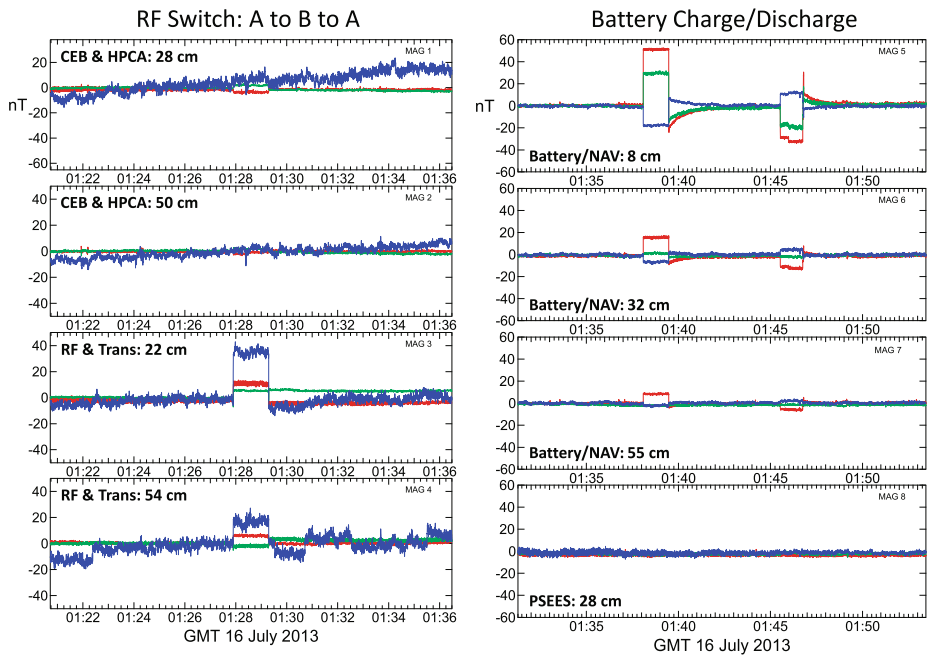 RF Switch: A to B to A
CEB & HPCA: 28 cm
MAG 1
20
0
nT
-20
-40
-60
01:22 01:24 01:26 01:28 01:30 01:32 01:34 01:36
CEB & HPCA: 50 cm
MAG 2
40
20
0
-20
-40
01:22 01:24 01:26 01:28 01:30 01:32 01:34 01:36
RF & Trans: 22 cm
MAG 3
40
20
0
-20
-40
01:22 01:24 01:26 01:28 01:30 01:32 01:34 01:36
RF & Trans: 54 cm
MAG 4
40
20
0
-20
-40
01:22 01:24 01:26 01:28 01:30 01:32 01:34 01:36
GMT 16 July 2013
Battery Charge/Discharge
MAG 5
60
40
20
nT
0
-20
-40
-60
Battery/NAV: 8 cm
01:35 01:40 01:45 01:50
MAG 6
60
40
20
0
-20
-40
-60
Battery/NAV: 32 cm
01:35 01:40 01:45 01:50
MAG 7
60
40
20
0
-20
-40
-60
Battery/NAV: 55 cm
01:35 01:40 01:45 01:50
MAG 8
60
40
20
0
-20
-40
-60
PSEES: 28 cm
01:35 01:40 01:45 01:50
GMT 16 July 2013